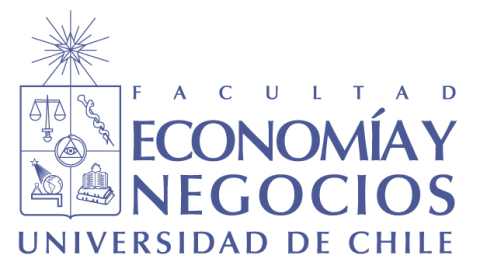 FACULTAD
ECONOMÍA Y
NEGOCIOS
UNIVERSIDAD DE CHILE